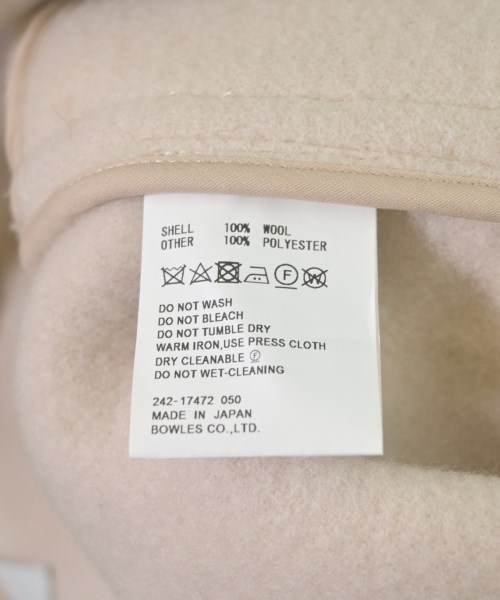 SHELL 100% WOOL
OTHER 100% POLYESTER
F W
DO NOT WASH
DO NOT BLEACH
DO NOT TUMBLE DRY
WARM IRON,USE PRESS CLOTH
DRY CLEANABLE Ⓕ
DO NOT WET-CLEANING
242-17472 050
MADE IN JAPAN
BOWLES CO.,LTD.